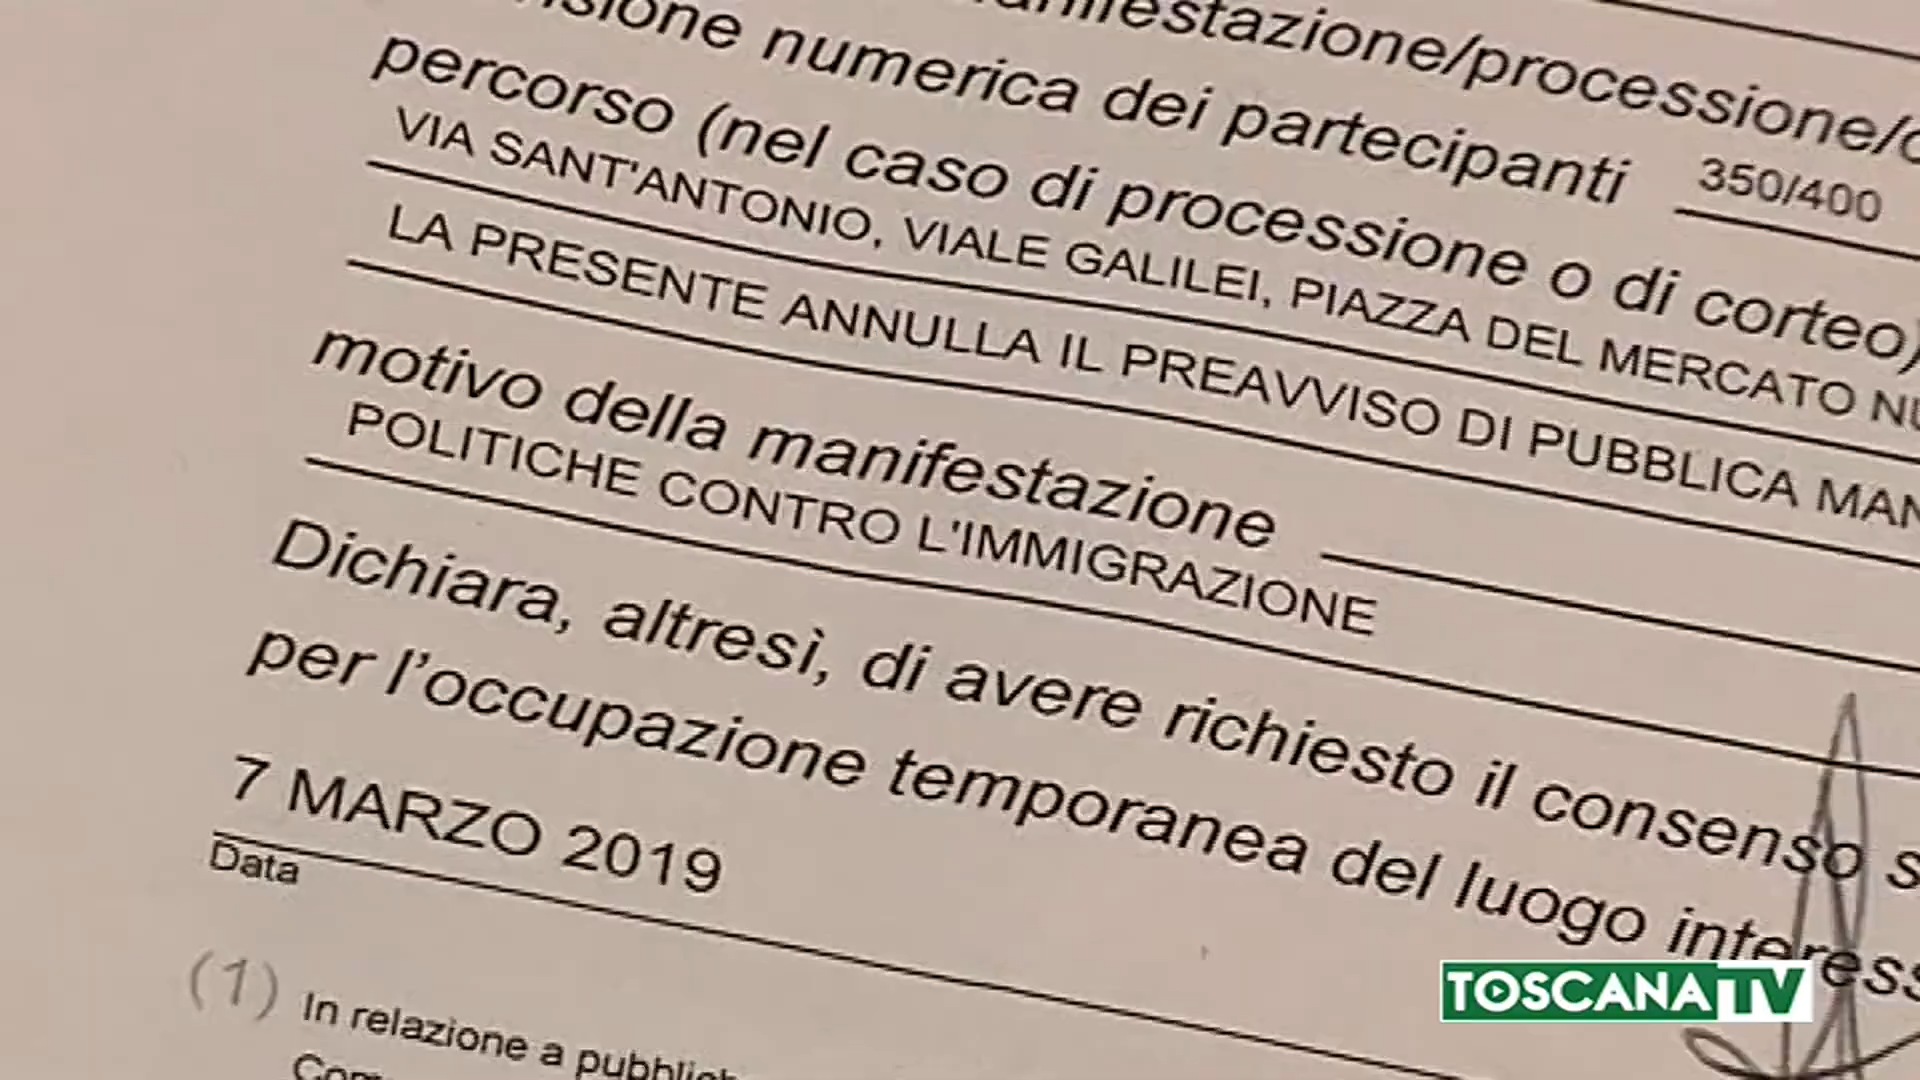 manifestazione/processione/
numerica dei partecipanti 350/400
percorso (nel caso di processione o di corteo)
VIA SANT'ANTONIO, VIALE GALILEI, PIAZZA DEL MERCATO
LA PRESENTE ANNULLA IL PREAVVISO DI PUBBLICA
motivo della manifestazione
POLITICHE CONTRO L'IMMIGRAZIONE
Dichiara, altresì, di avere richiesto il consenso
per l'occupazione temporanea del luogo
7 MARZO 2019
Data
(1) In relazione a
TOSCANA TV